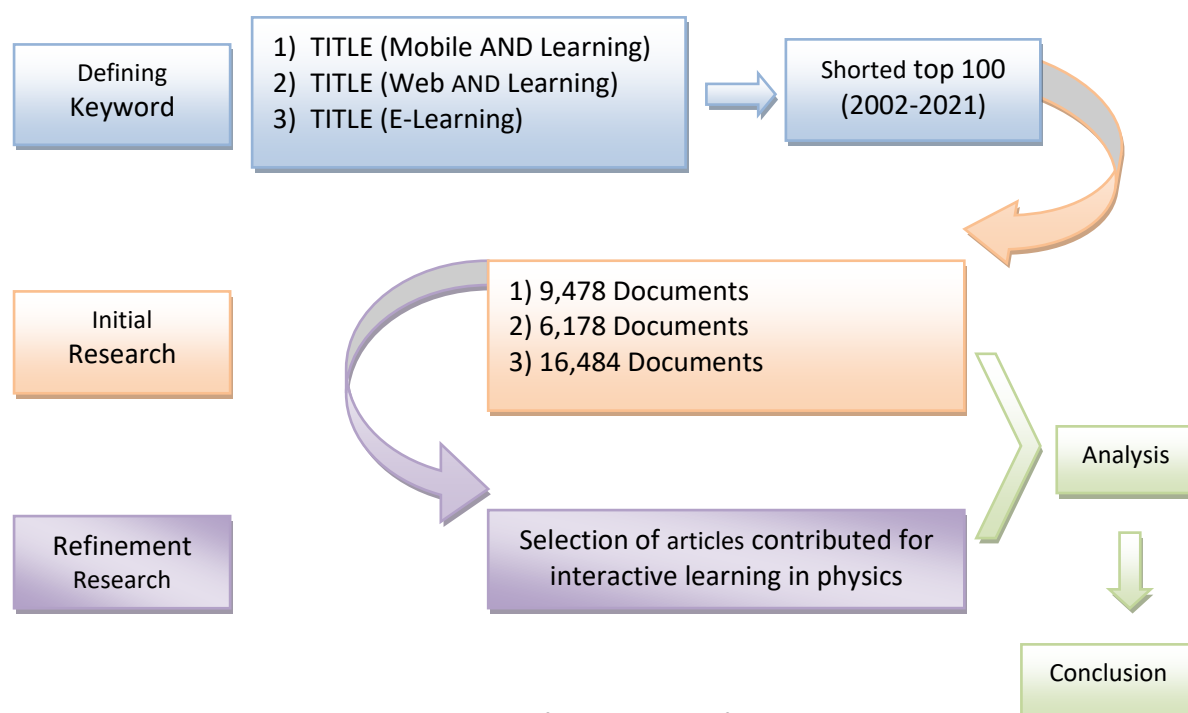 Defining
Keyword
1) TITLE (Mobile AND Learning)
2) TITLE (Web AND Learning)
3) TITLE (E-Learning)
Shorted top 100
(2002-2021)
Initial
Research
1) 9,478 Documents
2) 6,178 Documents
3) 16,484 Documents
Analysis
Refinement
Research
Selection of articles contributed for
interactive learning in physics
Conclusion